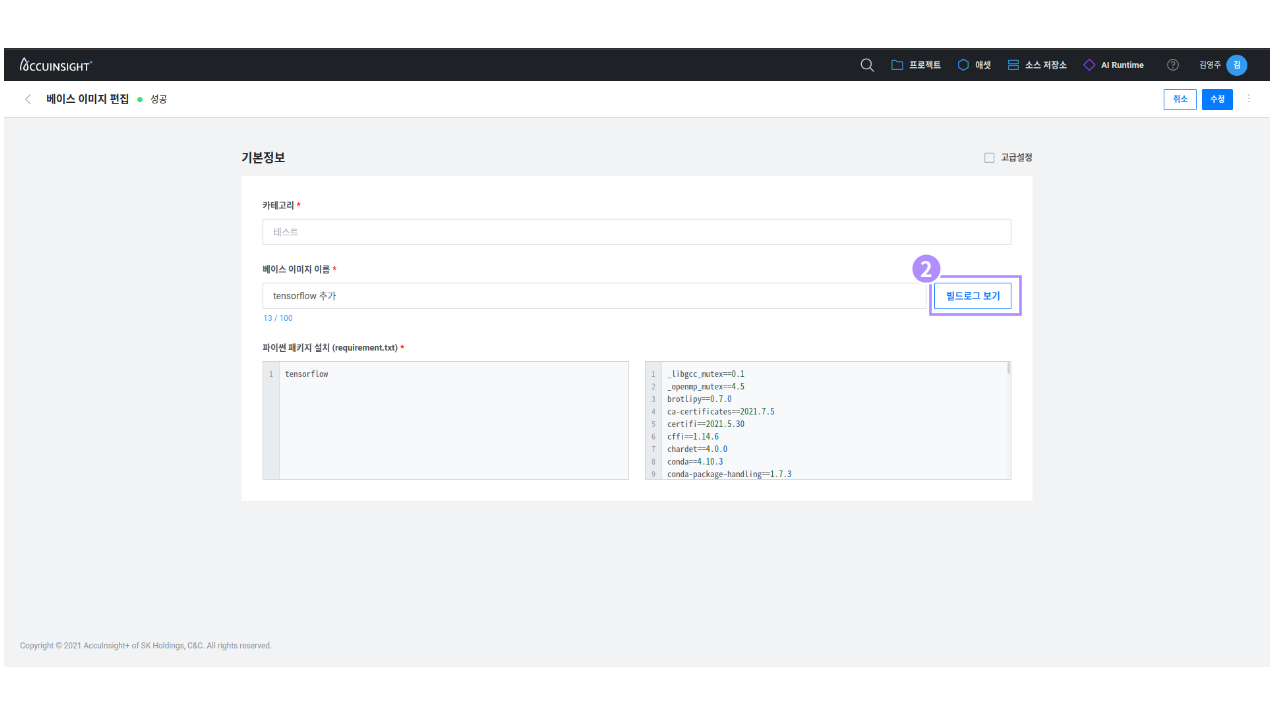 ACCUINSIGHT+
프로젝트 애셋 소스 저장소 AI Runtime ? 김영주 김
베이스 이미지 편집 성공 취소 수정
기본정보 고급설정
카테고리 *
테스트
베이스 이미지 이름 *
2
tensorflow 추가 빌드로그 보기
13 / 100
파이썬 패키지 설치 (requirement.txt) *
1 tensorflow
1 _libgcc_mutex==0.1
2 _openmp_mutex==4.5
3 brotlipy==0.7.0
4 ca-certificates==2021.7.5
5 certifi==2021.5.30
6 cffi==1.14.6
7 chardet==4.0.0
8 conda==4.10.3
9 conda-package-handling==1.7.3
Copyright © 2021 AccuInsight+ of SK Holdings, C&C. All rights reserved.